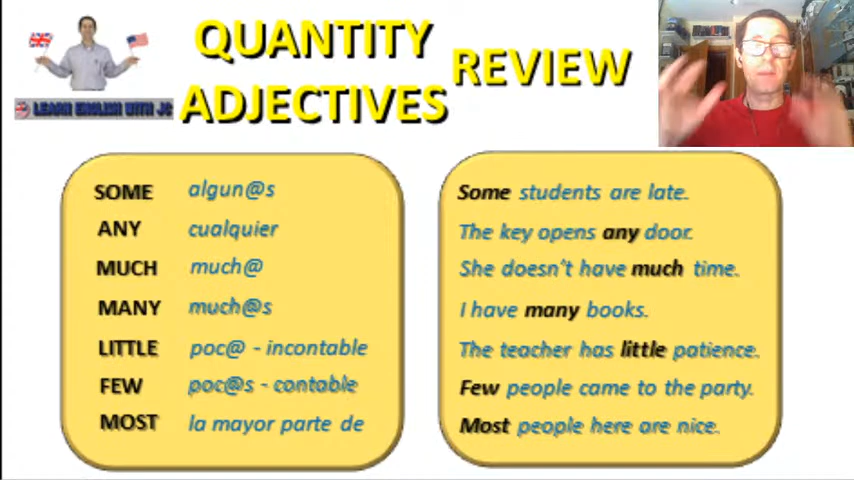 QUANTITY
ADJECTIVES
REVIEW
LEARN ENGLISH WITH JC
SOME algun@s
ANY cualquier
MUCH much@
MANY much@s
LITTLE poc@ - incontable
FEW poc@s - contable
MOST la mayor parte de
Some students are late.
The key opens any door.
She doesn't have much time.
I have many books.
The teacher has little patience.
Few people came to the party.
Most people here are nice.